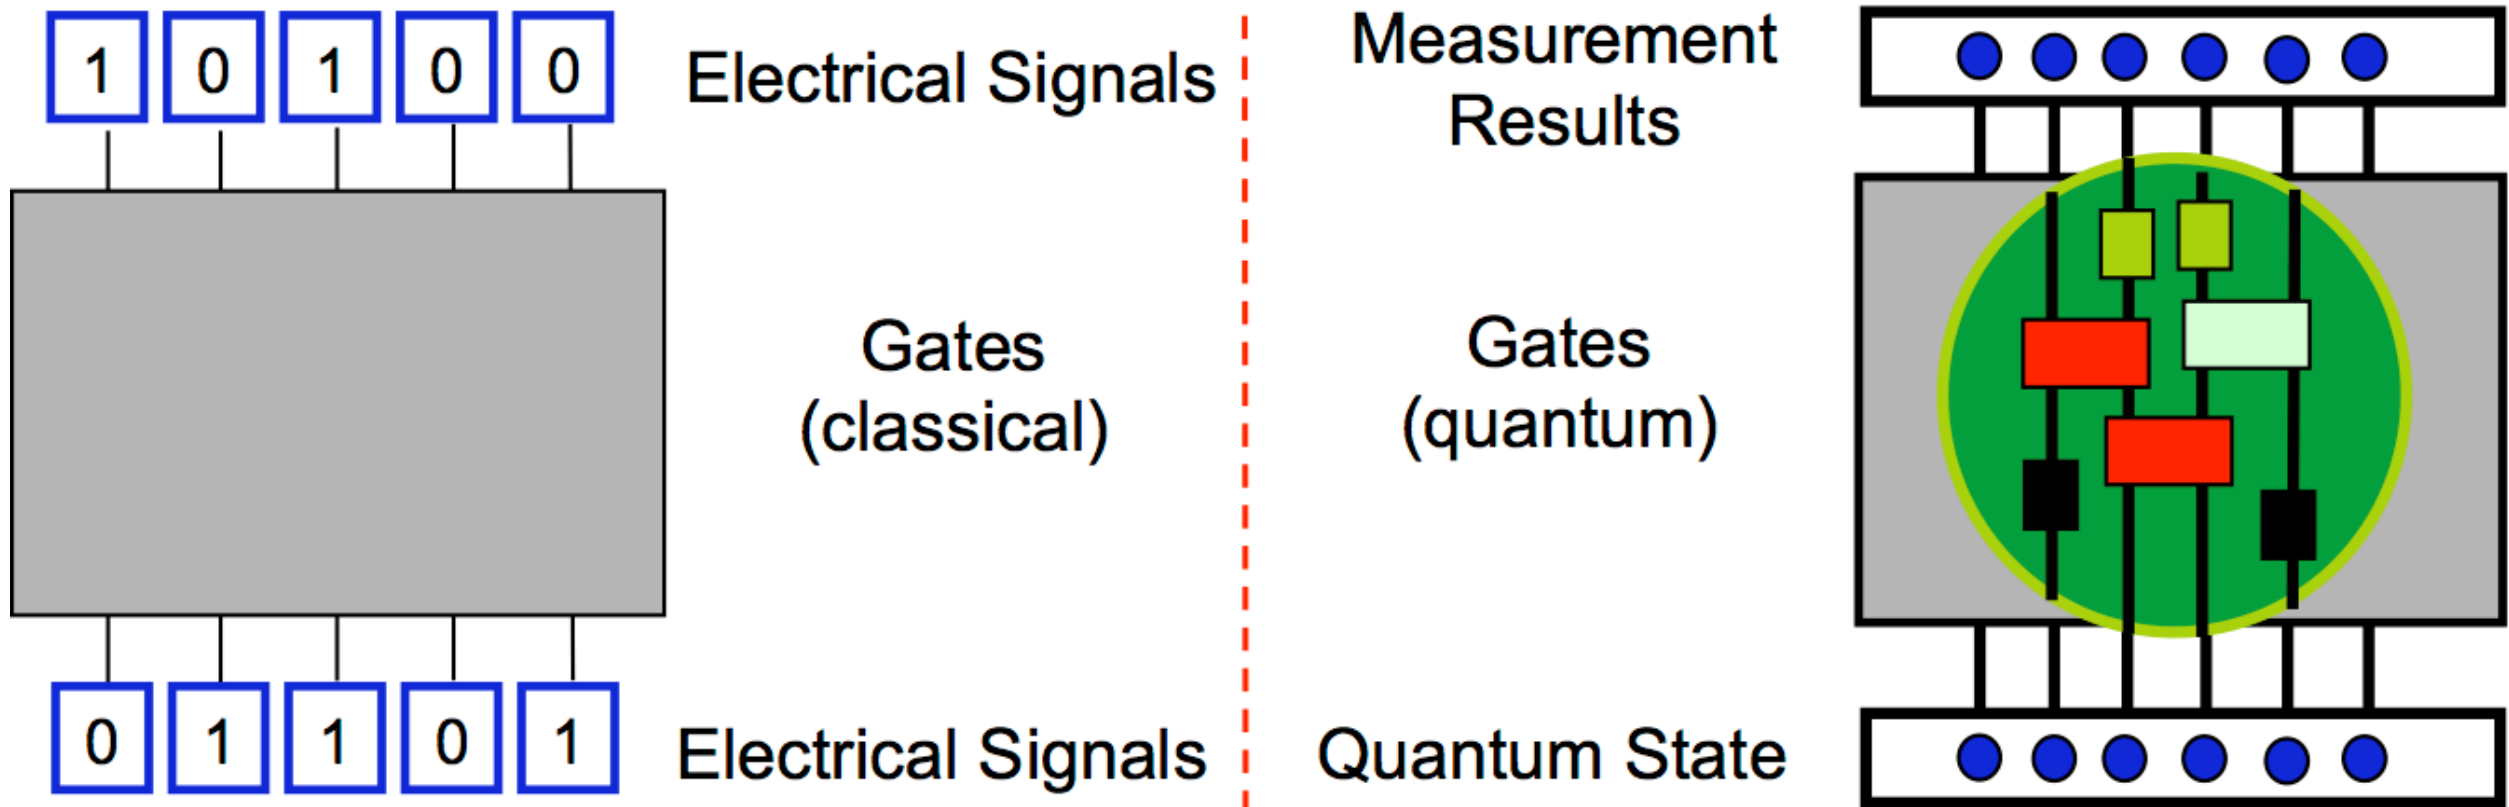 1 0 1 0 0
Electrical Signals
Gates
(classical)
0 1 1 0 1
Electrical Signals
Measurement
Results
Gates
(quantum)
Quantum State